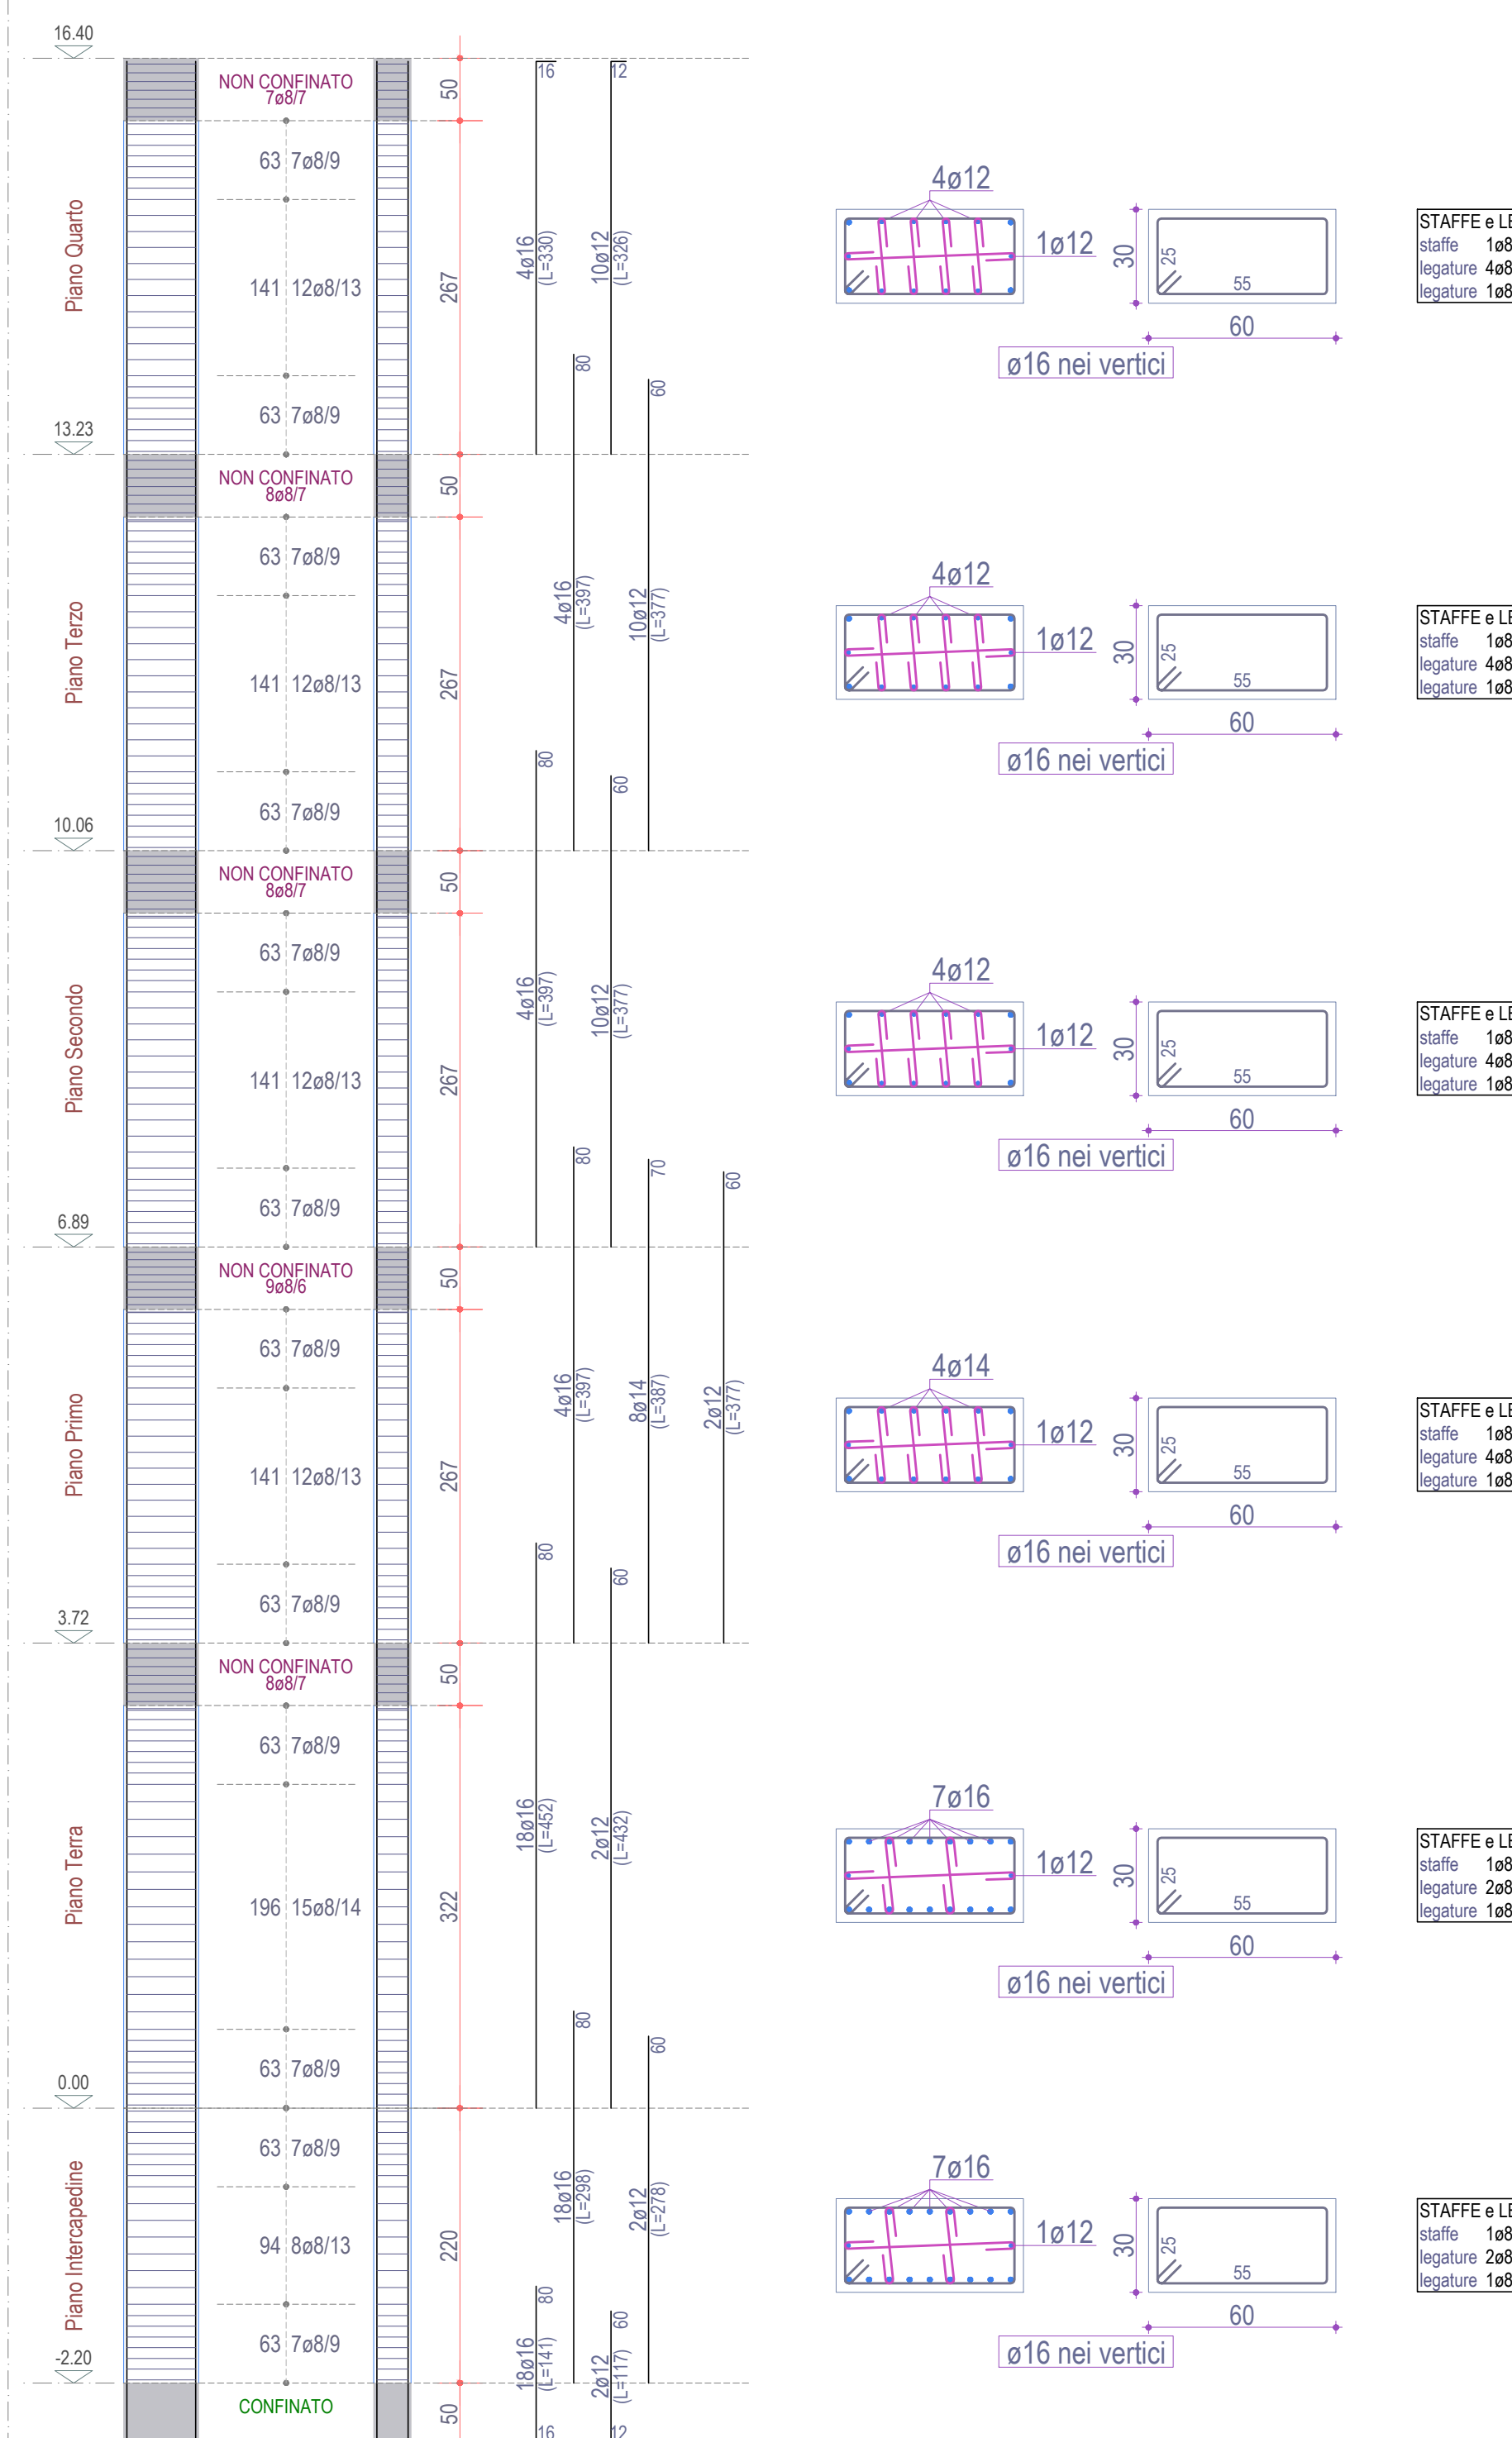 16.40
NON CONFINATO
7ø8/7
50
16
12
63 7ø8/9
Piano Quarto
141 12ø8/13
267
4ø16
(L=330)
10ø12
(L=326)
80
60
63 7ø8/9
4ø12
1ø12
30
25
55
60
ø16 nei vertici
STAFFE e LE
staffe 1ø8
legature 4ø8
legature 1ø8
13.23
NON CONFINATO
8ø8/7
50
63 7ø8/9
Piano Terzo
141 12ø8/13
267
4ø16
(L=397)
10ø12
(L=377)
80
60
63 7ø8/9
4ø12
1ø12
30
25
55
60
ø16 nei vertici
STAFFE e LE
staffe 1ø8
legature 4ø8
legature 1ø8
10.06
NON CONFINATO
8ø8/7
50
63 7ø8/9
Piano Secondo
141 12ø8/13
267
4ø16
(L=397)
10ø12
(L=377)
80
70
60
63 7ø8/9
4ø12
1ø12
30
25
55
60
ø16 nei vertici
STAFFE e LE
staffe 1ø8
legature 4ø8
legature 1ø8
6.89
NON CONFINATO
9ø8/6
50
63 7ø8/9
Piano Primo
141 12ø8/13
267
4ø16
(L=397)
8ø14
(L=387)
2ø12
(L=377)
80
60
63 7ø8/9
4ø14
1ø12
30
25
55
60
ø16 nei vertici
STAFFE e LE
staffe 1ø8
legature 4ø8
legature 1ø8
3.72
NON CONFINATO
8ø8/7
50
63 7ø8/9
Piano Terra
196 15ø8/14
322
18ø16
(L=452)
2ø12
(L=432)
80
60
63 7ø8/9
7ø16
1ø12
30
25
55
60
ø16 nei vertici
STAFFE e LE
staffe 1ø8
legature 2ø8
legature 1ø8
0.00
63 7ø8/9
Piano Intercapedine
94 8ø8/13
220
18ø16
(L=298)
2ø12
(L=278)
80
60
63 7ø8/9
7ø16
1ø12
30
25
55
60
ø16 nei vertici
STAFFE e LE
staffe 1ø8
legature 2ø8
legature 1ø8
-2.20
CONFINATO
50
18ø16
(L=141)
2ø12
(L=117)
16
12